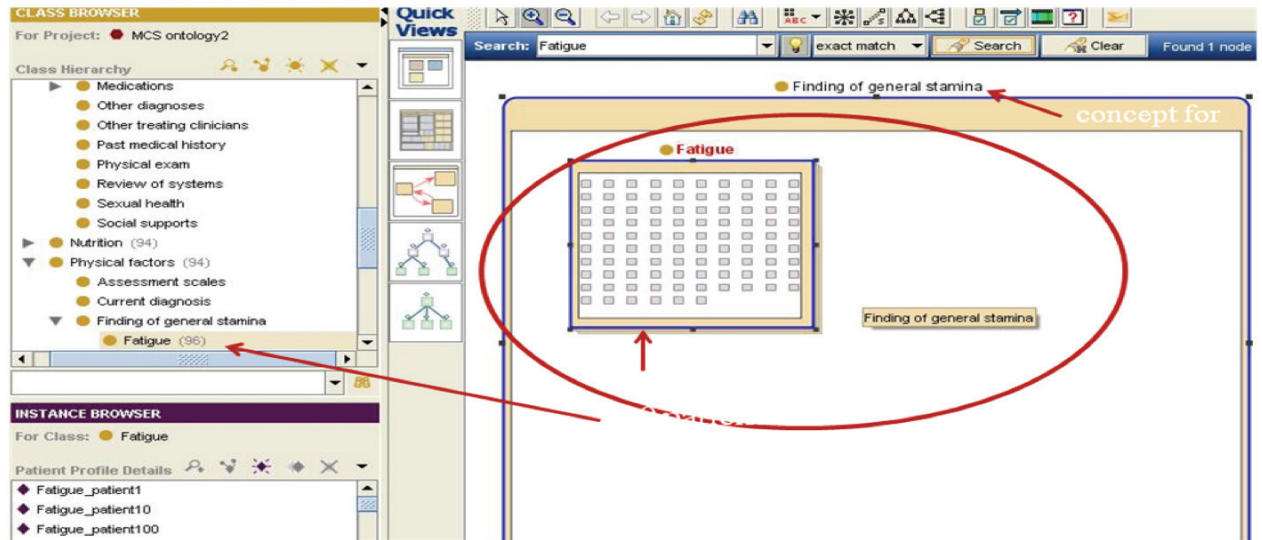 CLASS BROWSER
For Project: MCS ontology2
Class Hierarchy
Medications
Other diagnoses
Other treating clinicians
Past medical history
Physical exam
Review of systems
Sexual health
Social supports
Nutrition (94)
Physical factors (94)
Assessment scales
Current diagnosis
Finding of general stamina
Fatigue (96)
INSTANCE BROWSER
For Class: Fatigue
Patient Profile Details
Fatigue_patient1
Fatigue_patient10
Fatigue_patient100
Quick
Views
ABC
Search: Fatigue exact match Search Clear Found 1 node
Finding of general stamina
concept for
Fatigue
Finding of general stamina